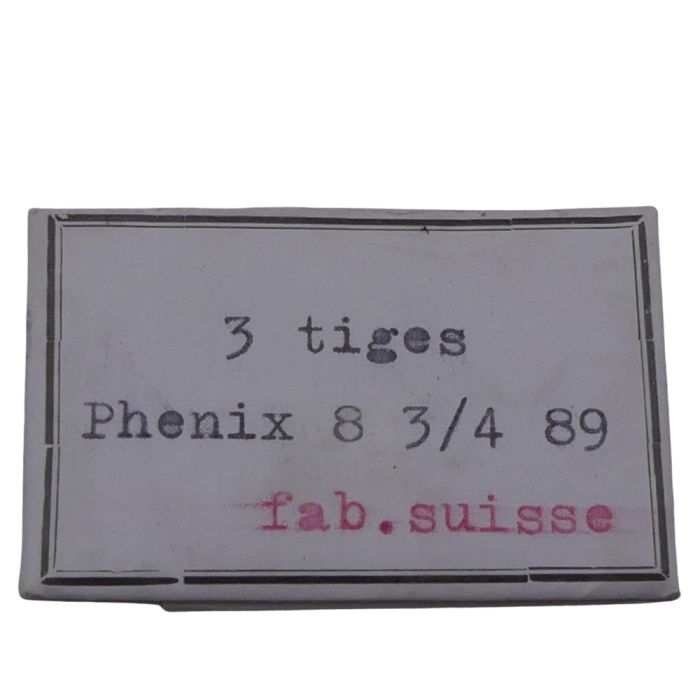 3 tiges
Phenix 8 3/4 89
fab.suisse